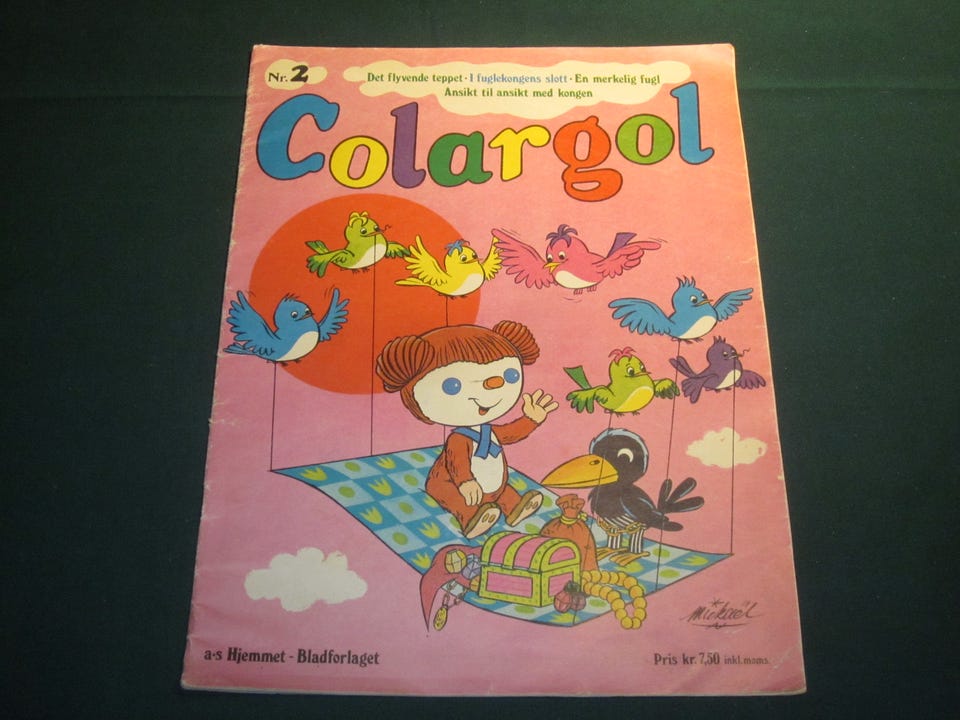 Nr. 2
Det flyvende teppet · I fuglekongens slott · En merkelig fugl
Ansikt til ansikt med kongen
Colargol
Mickaël
a·s Hjemmet - Bladforlaget
Pris kr. 7,50 inkl. moms.